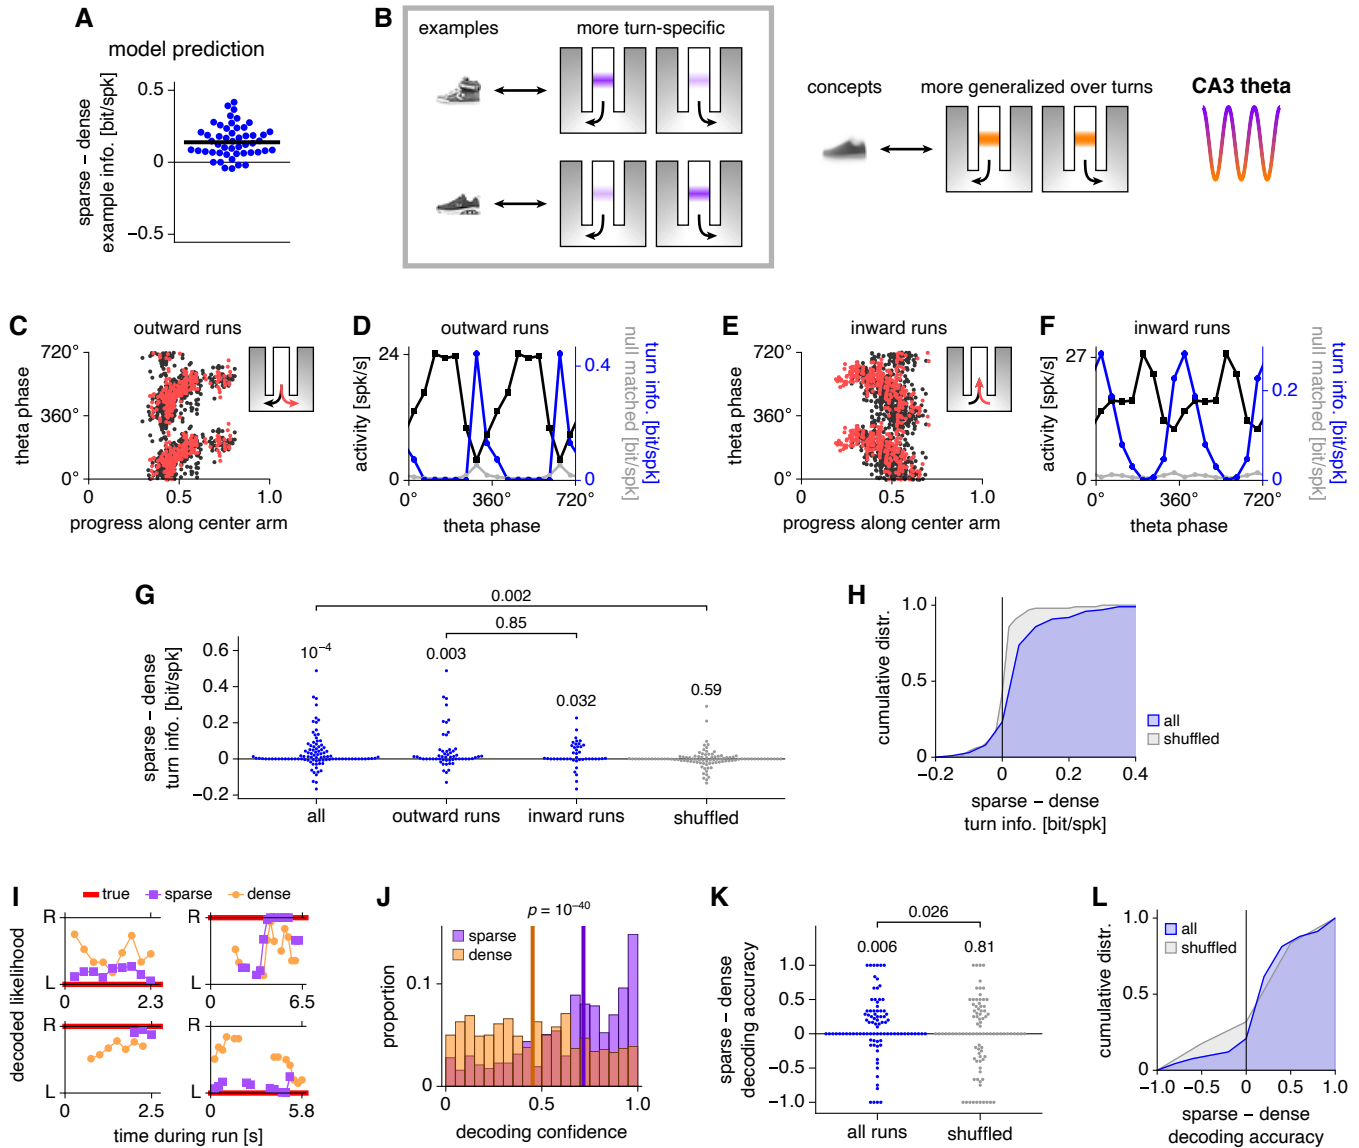 A
model prediction
sparse – dense
example info. [bit/spk]
0.5
0
−0.5
B
examples
more turn-specific
concepts
more generalized over turns
CA3 theta
C
outward runs
theta phase
720°
360°
0°
0
0.5
1.0
progress along center arm
D
outward runs
activity [spk/s]
24
0
0°
360°
720°
theta phase
0.4
0
turn info. [bit/spk]
null matched [bit/spk]
E
inward runs
theta phase
720°
360°
0°
0
0.5
1.0
progress along center arm
F
inward runs
activity [spk/s]
27
0
0°
360°
720°
theta phase
0.2
0
turn info. [bit/spk]
null matched [bit/spk]
G
sparse – dense
turn info. [bit/spk]
0.6
0.4
0.2
0
−0.2
0.002
0.85
10⁻⁴
0.003
0.032
0.59
all
outward runs
inward runs
shuffled
H
cumulative distr.
1.0
0.5
0
−0.2
0
0.2
0.4
sparse – dense
turn info. [bit/spk]
all
shuffled
I
true
sparse
dense
decoded likelihood
R
L
0
2.3
R
L
0
6.5
R
L
0
2.5
R
L
0
5.8
time during run [s]
J
p = 10⁻⁴⁰
sparse
dense
proportion
0.1
0
0
0.5
1.0
decoding confidence
K
sparse – dense
decoding accuracy
0.026
0.006
0.81
1.0
0.5
0
−0.5
−1.0
all runs
shuffled
L
all
shuffled
cumulative distr.
1.0
0.5
0
−1.0
−0.5
0
0.5
1.0
sparse – dense
decoding accuracy